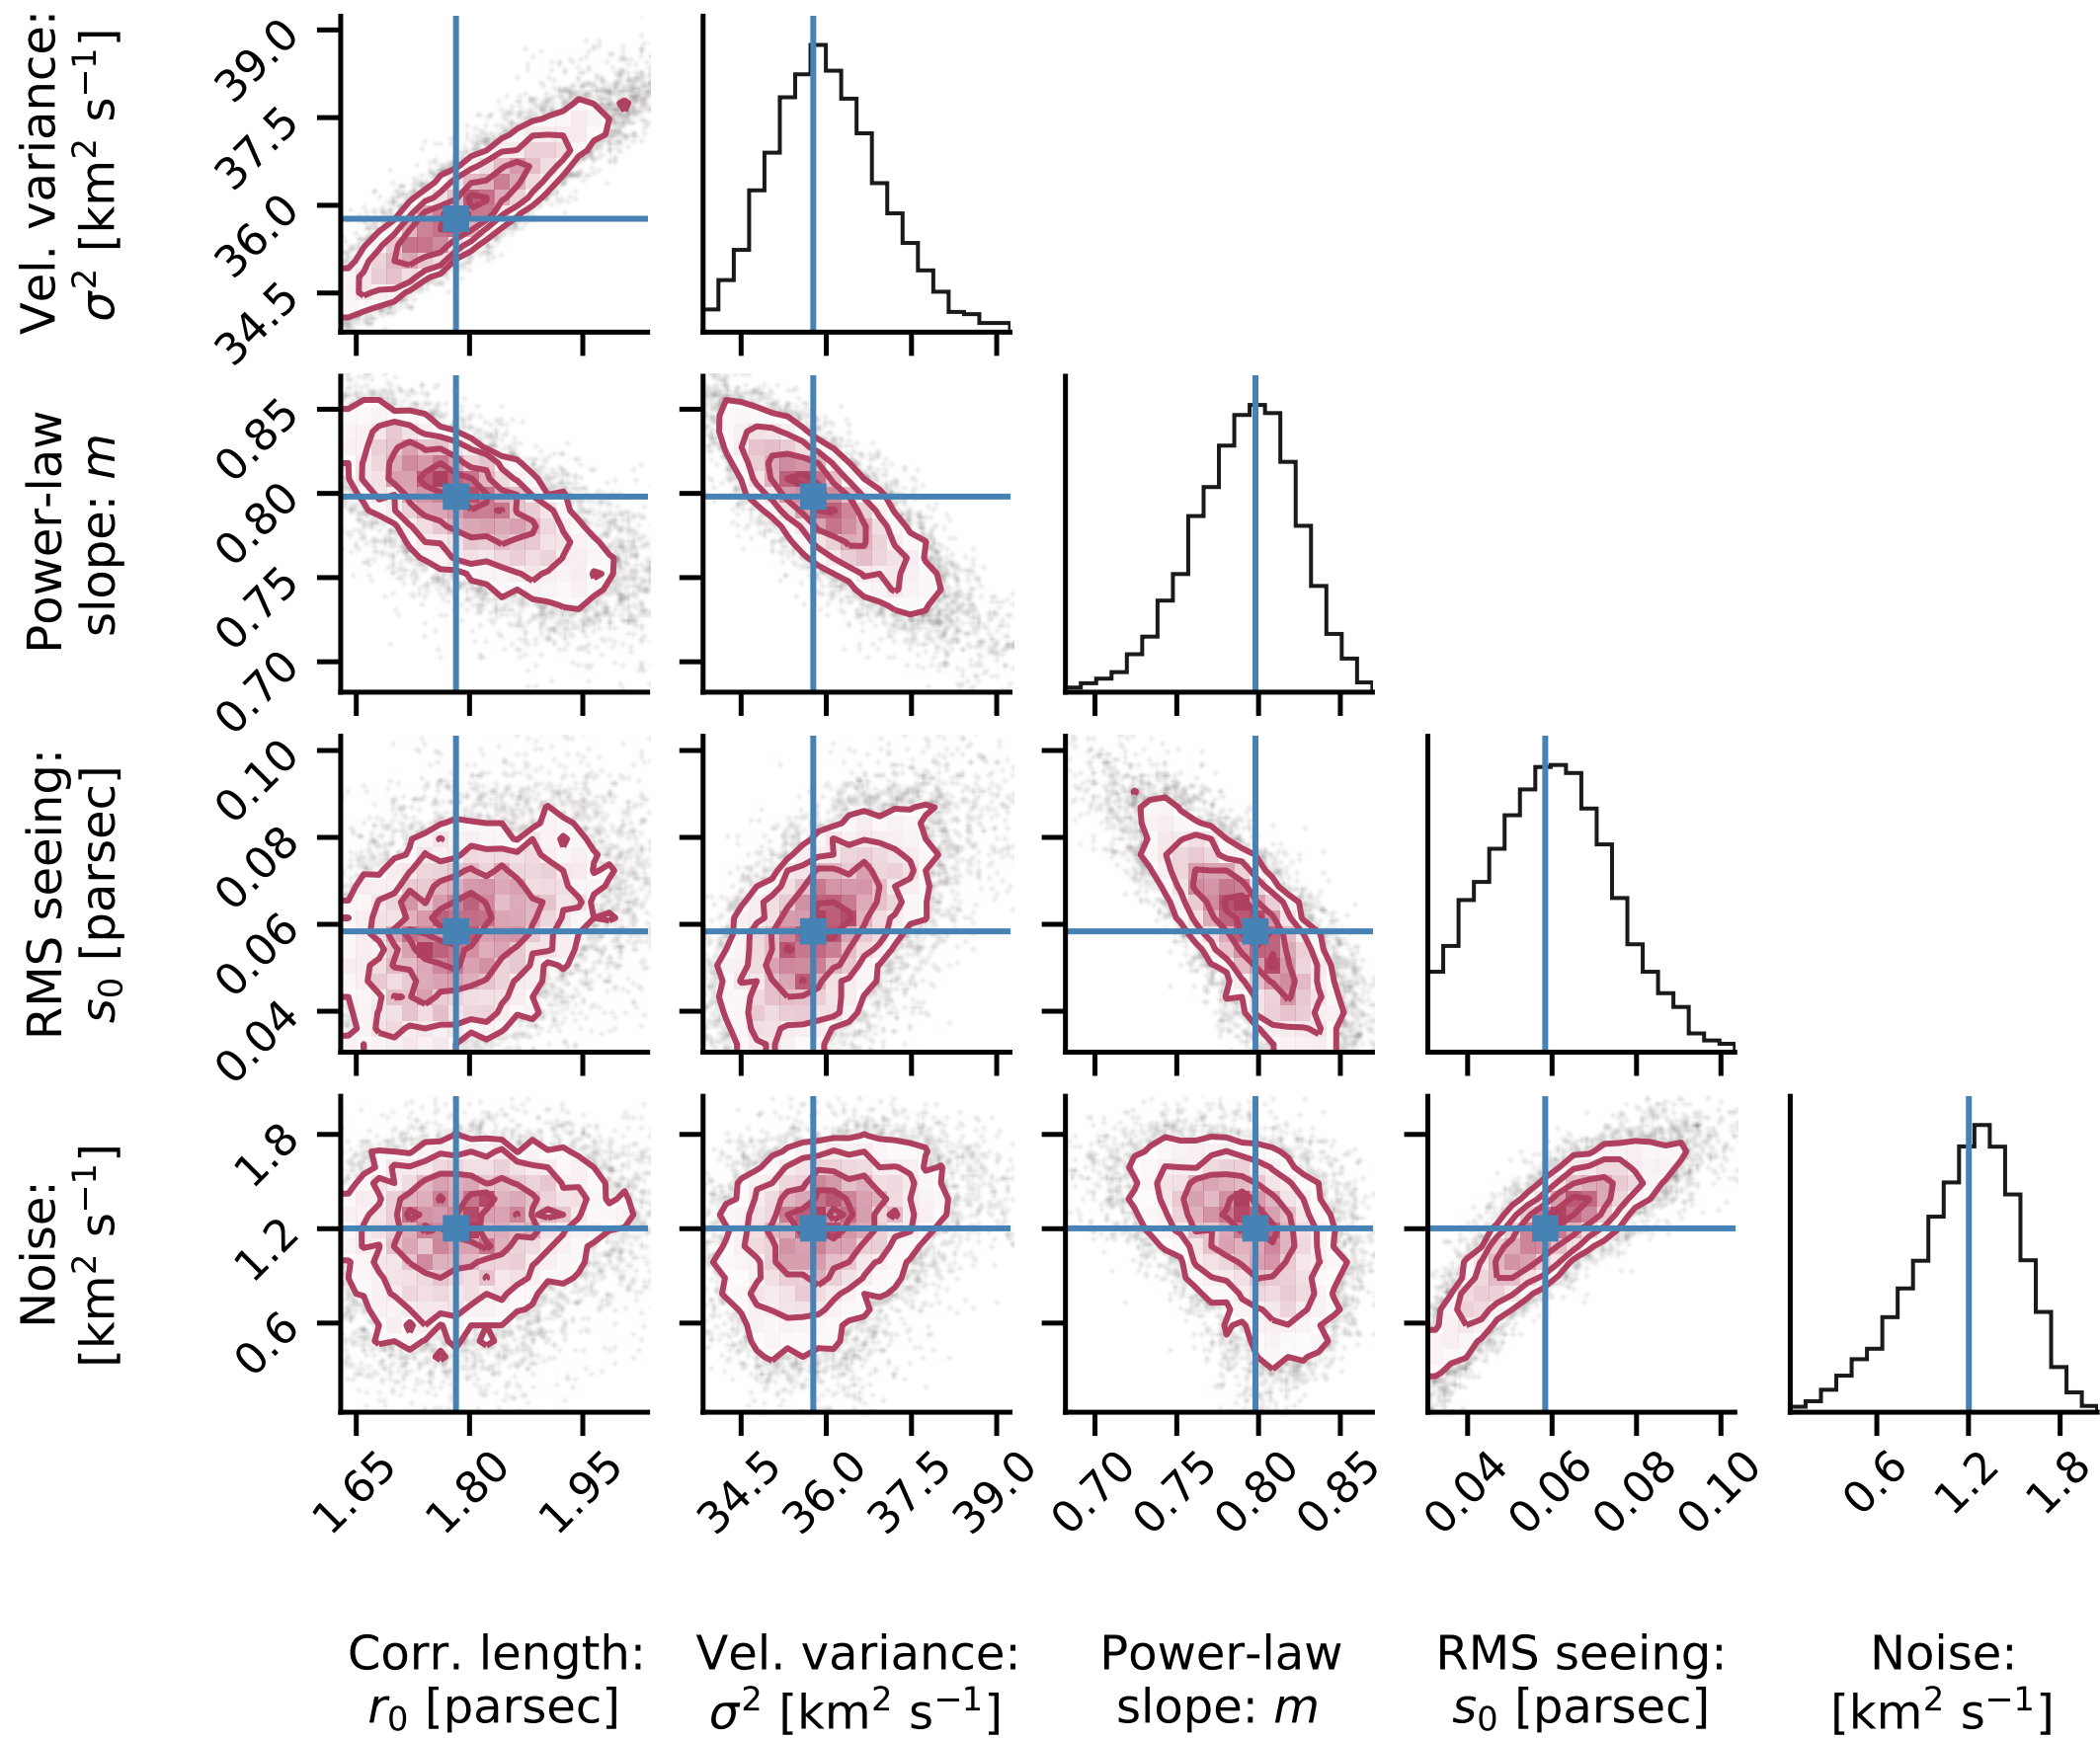 Vel. variance:
σ² [km² s⁻¹]
39.0
37.5
36.0
34.5
Power-law
slope: m
0.85
0.80
0.75
0.70
RMS seeing:
s₀ [parsec]
0.10
0.08
0.06
0.04
Noise:
[km² s⁻¹]
1.8
1.2
0.6
1.65 1.80 1.95 34.5 36.0 37.5 39.0 0.70 0.75 0.80 0.85 0.04 0.06 0.08 0.10 0.6 1.2 1.8
Corr. length:
r₀ [parsec]
Vel. variance:
σ² [km² s⁻¹]
Power-law
slope: m
RMS seeing:
s₀ [parsec]
Noise:
[km² s⁻¹]